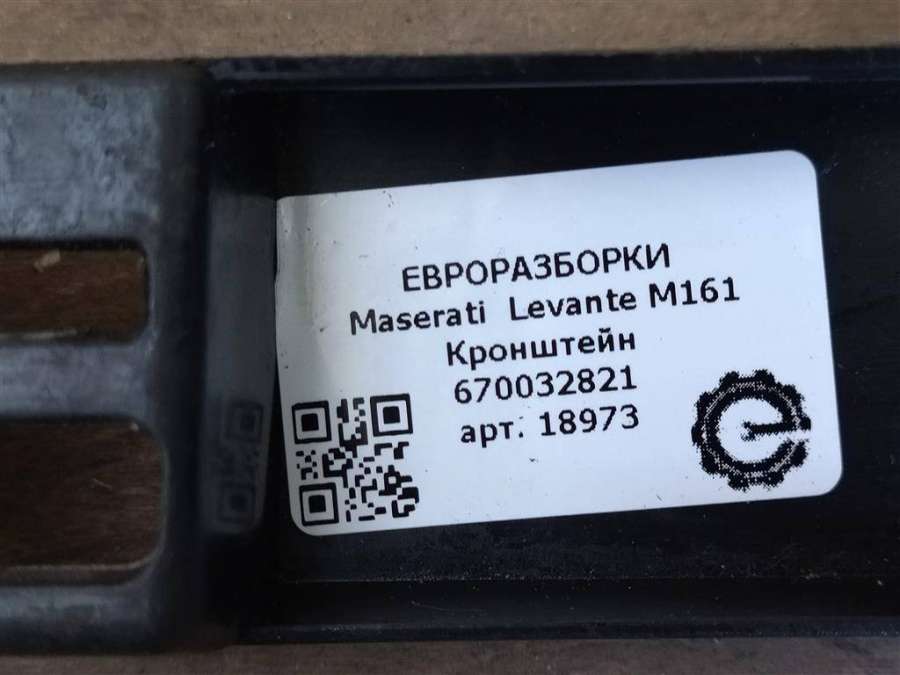 ЕВРОРАЗБОРКИ
Maserati Levante M161
Кронштейн
670032821
арт. 18973